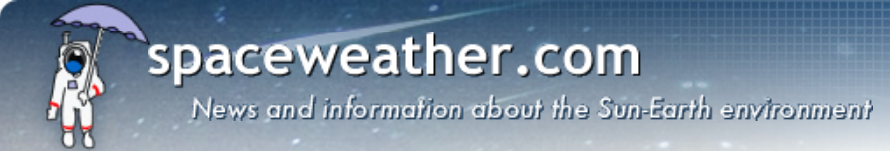 spaceweather.com
News and information about the Sun-Earth environment